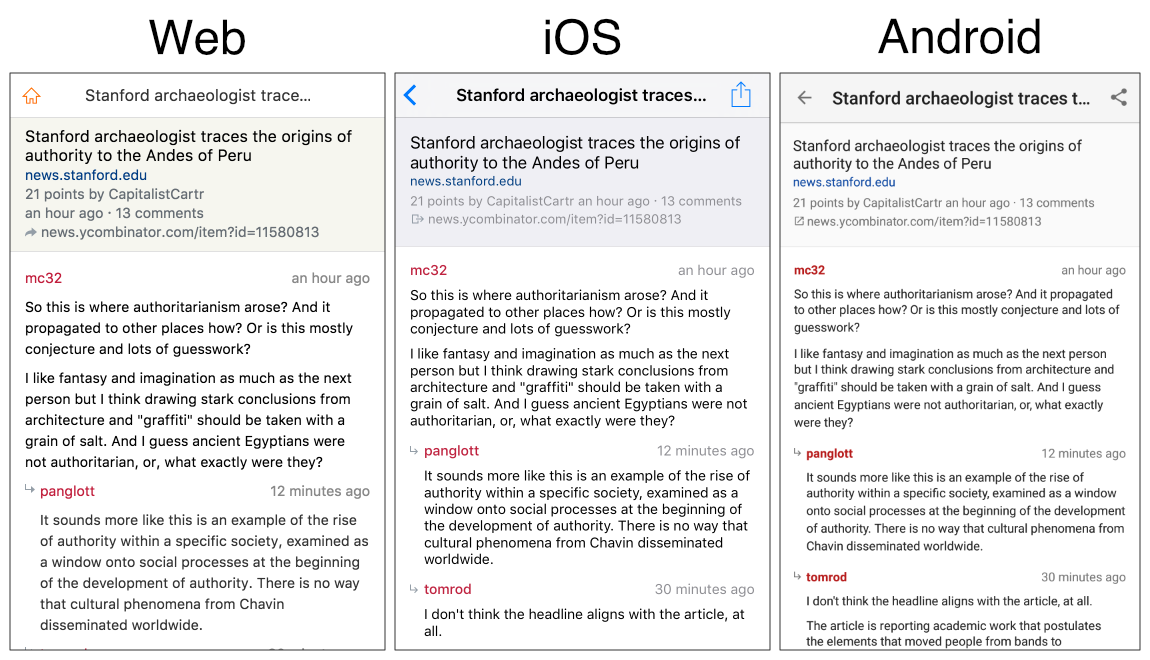 Web
Stanford archaeologist trace...
Stanford archaeologist traces the origins of
authority to the Andes of Peru
news.stanford.edu
21 points by CapitalistCartr
an hour ago · 13 comments
news.ycombinator.com/item?id=11580813
mc32 an hour ago
So this is where authoritarianism arose? And it
propagated to other places how? Or is this mostly
conjecture and lots of guesswork?
I like fantasy and imagination as much as the next
person but I think drawing stark conclusions from
architecture and "graffiti" should be taken with a
grain of salt. And I guess ancient Egyptians were
not authoritarian, or, what exactly were they?
panglott 12 minutes ago
It sounds more like this is an example of the rise
of authority within a specific society, examined as
a window onto social processes at the beginning
of the development of authority. There is no way
that cultural phenomena from Chavin
disseminated worldwide.
iOS
Stanford archaeologist traces...
Stanford archaeologist traces the origins of
authority to the Andes of Peru
news.stanford.edu
21 points by CapitalistCartr an hour ago · 13 comments
news.ycombinator.com/item?id=11580813
mc32 an hour ago
So this is where authoritarianism arose? And it
propagated to other places how? Or is this mostly
conjecture and lots of guesswork?
I like fantasy and imagination as much as the next
person but I think drawing stark conclusions from
architecture and "graffiti" should be taken with a
grain of salt. And I guess ancient Egyptians were not
authoritarian, or, what exactly were they?
panglott 12 minutes ago
It sounds more like this is an example of the rise of
authority within a specific society, examined as a
window onto social processes at the beginning of
the development of authority. There is no way that
cultural phenomena from Chavin disseminated
worldwide.
tomrod 30 minutes ago
I don't think the headline aligns with the article, at
all.
Android
Stanford archaeologist traces t...
Stanford archaeologist traces the origins of
authority to the Andes of Peru
news.stanford.edu
21 points by CapitalistCartr an hour ago · 13 comments
news.ycombinator.com/item?id=11580813
mc32 an hour ago
So this is where authoritarianism arose? And it propagated
to other places how? Or is this mostly conjecture and lots of
guesswork?
I like fantasy and imagination as much as the next person
but I think drawing stark conclusions from architecture and
"graffiti" should be taken with a grain of salt. And I guess
ancient Egyptians were not authoritarian, or, what exactly
were they?
panglott 12 minutes ago
It sounds more like this is an example of the rise of
authority within a specific society, examined as a window
onto social processes at the beginning of the development
of authority. There is no way that cultural phenomena from
Chavin disseminated worldwide.
tomrod 30 minutes ago
I don't think the headline aligns with the article, at all.
The article is reporting academic work that postulates
the elements that moved people from bands to